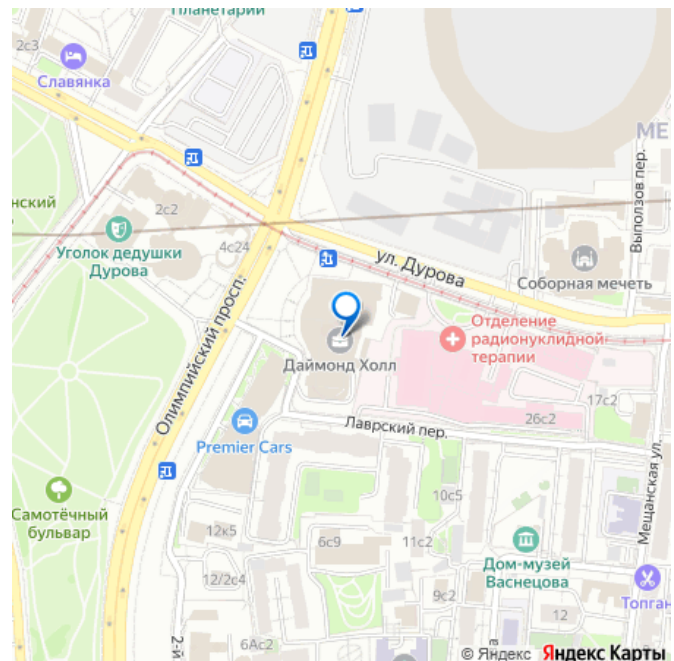 Планетарий
2с3
Славянка
МЕ
Выползов пер.
нский
2с2
4с24
Уголок дедушки
Дурова
ул. Дурова
Соборная мечеть
Олимпийский просп.
Даймонд Холл
Отделение
радионуклидной
терапии
17с2
26с2
Лаврский пер.
Premier Cars
Мещанская ул.
Самотёчный
бульвар
10с5
12к5
6с9
11с2
Дом-музей
Васнецова
12/2с4
9с2
12
Топган
2-й
6Ас2
а
© Яндекс Яндекс Карты